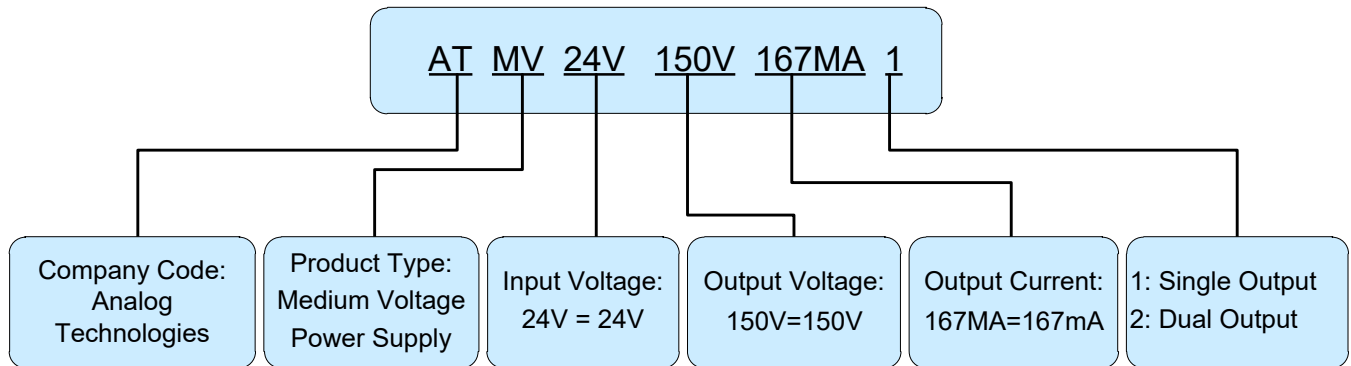 AT MV 24V 150V 167MA 1
Company Code:
Analog
Technologies
Product Type:
Medium Voltage
Power Supply
Input Voltage:
24V = 24V
Output Voltage:
150V=150V
Output Current:
167MA=167mA
1: Single Output
2: Dual Output